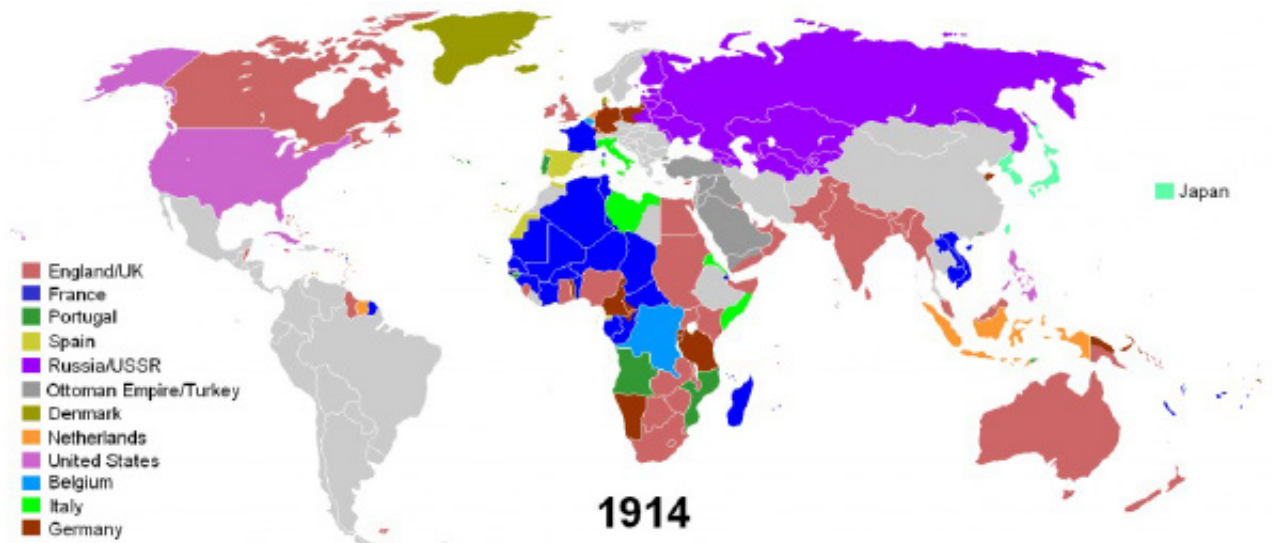 Japan
England/UK
France
Portugal
Spain
Russia/USSR
Ottoman Empire/Turkey
Denmark
Netherlands
United States
Belgium
Italy
Germany
1914